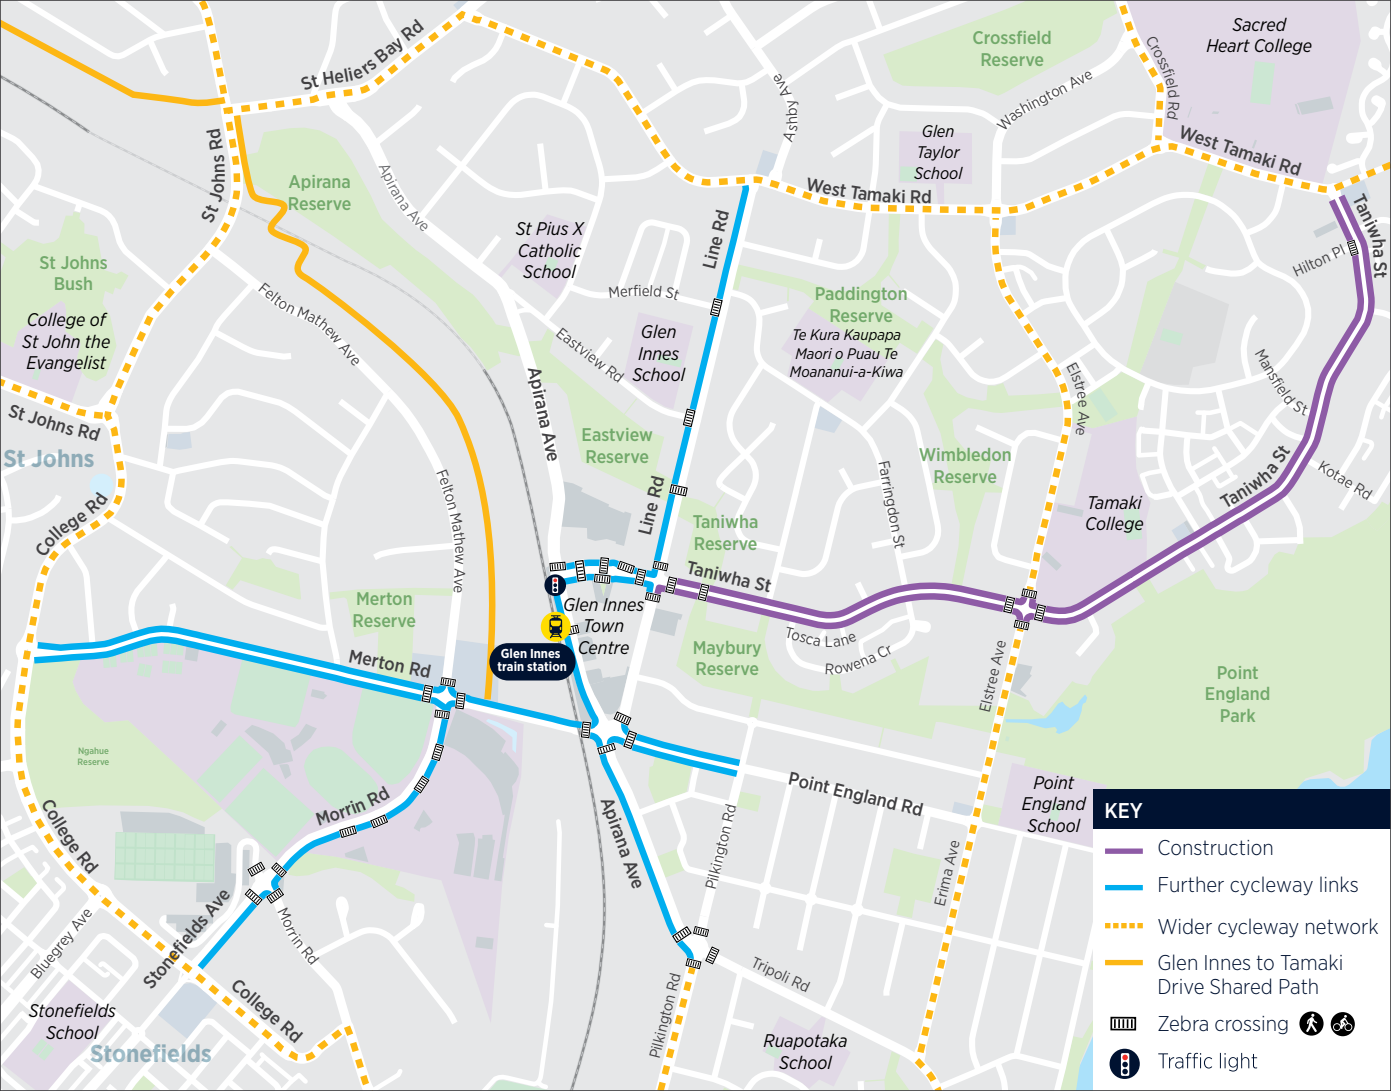 Sacred
Heart College
Crossfield
Reserve
St Heliers Bay Rd
Crossfield Rd
Washington Ave
Ashby Ave
Glen
Taylor
School
West Tamaki Rd
St Johns Rd
Apirana
Reserve
Apirana Ave
West Tamaki Rd
Taniwha St
Line Rd
St Pius X
Catholic
School
Hilton Pl
St Johns
Bush
Merfield St
Paddington
Reserve
Felton Mathew Ave
College of
St John the
Evangelist
Glen
Innes
School
Te Kura Kaupapa
Maori o Puau Te
Moananui-a-Kiwa
Eastview Rd
Mansfield St
Elstree Ave
Apirana Ave
St Johns Rd
St Johns
Eastview
Reserve
Wimbledon
Reserve
Taniwha St
Kotae Rd
Felton Mathew Ave
Line Rd
Farringdon St
Tamaki
College
College Rd
Taniwha
Reserve
Taniwha St
Merton
Reserve
Glen Innes
Town
Centre
Tosca Lane
Rowena Cr
Maybury
Reserve
Glen Innes
train station
Merton Rd
Elstree Ave
Point
England
Park
Ngahue
Reserve
Morrin Rd
Point England Rd
Point
England
School
College Rd
Apirana Ave
Pilkington Rd
Erima Ave
Stonefields Ave
Bluegrey Ave
Morrin Rd
Tripoli Rd
College Rd
Pilkington Rd
Stonefields
School
Stonefields
Ruapotaka
School
KEY
Construction
Further cycleway links
Wider cycleway network
Glen Innes to Tamaki
Drive Shared Path
Zebra crossing
Traffic light